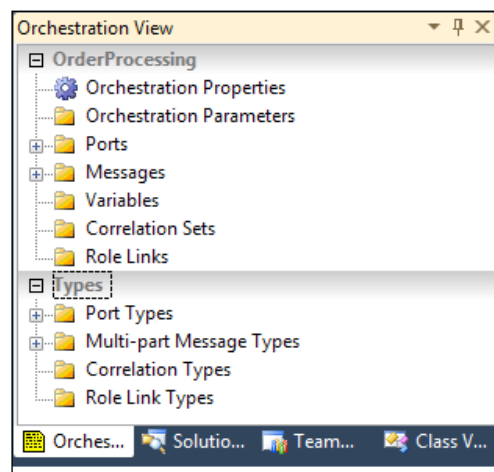 Orchestration View
OrderProcessing
Orchestration Properties
Orchestration Parameters
Ports
Messages
Variables
Correlation Sets
Role Links
Types
Port Types
Multi-part Message Types
Correlation Types
Role Link Types
Orches... Solutio... Team... Class V...